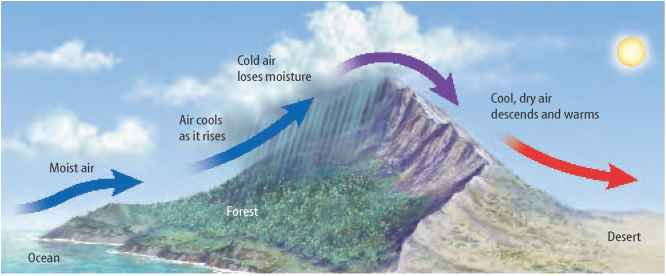 Cold air
loses moisture
Air cools
as it rises
Cool, dry air
descends and warms
Moist air
Forest
Desert
Ocean